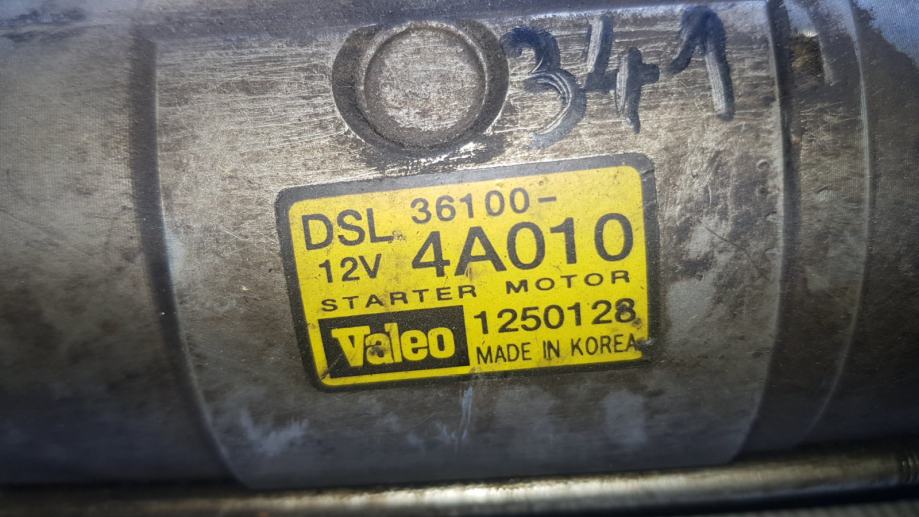 341
DSL 36100-
12V 4A010
STARTER MOTOR
Valeo 1250128
MADE IN KOREA